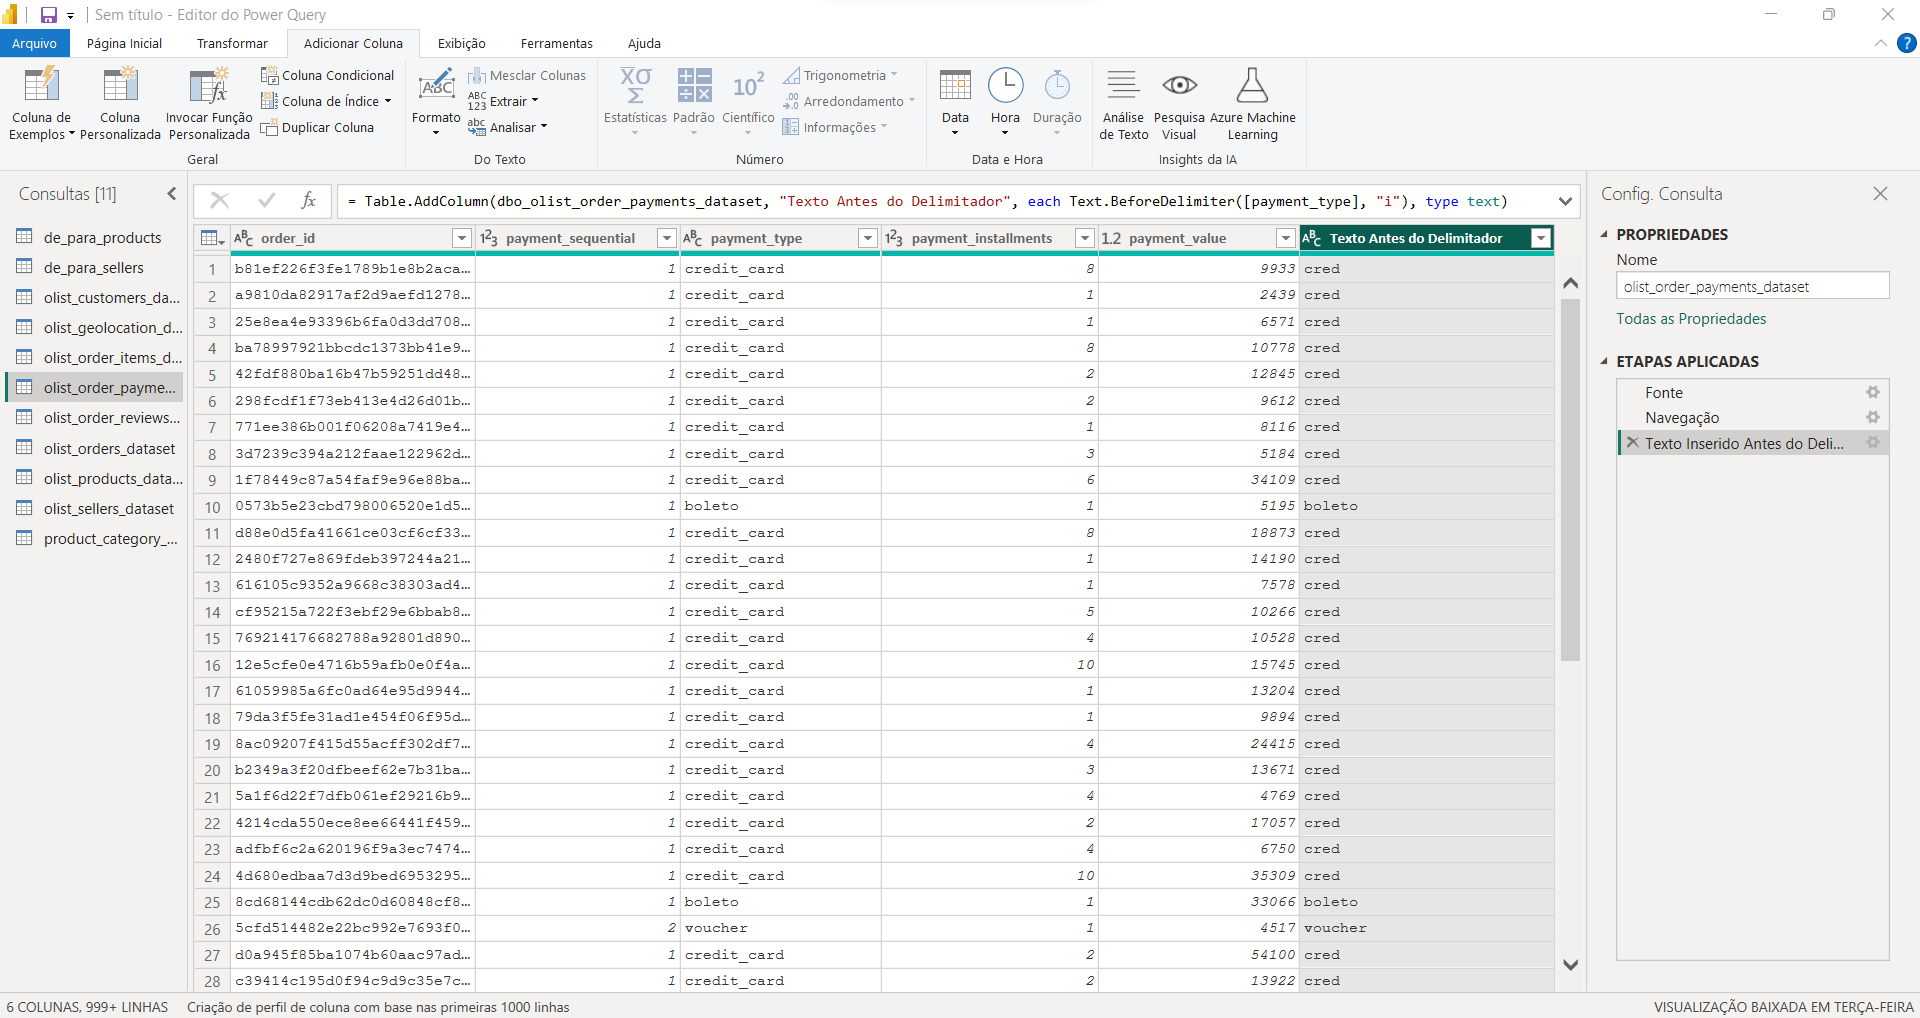 Sem título - Editor do Power Query
Arquivo Página Inicial Transformar Adicionar Coluna Exibição Ferramentas Ajuda
Coluna de Exemplos
Coluna Personalizada
Invocar Função Personalizada
Coluna Condicional
Coluna de Índice
Duplicar Coluna
Geral
Formato
Mesclar Colunas
Extrair
Analisar
Do Texto
Estatísticas
Padrão
Científico
Trigonometria
Arredondamento
Informações
Número
Data
Hora
Duração
Data e Hora
Análise de Texto
Pesquisa Visual
Azure Machine Learning
Insights da IA
Consultas [11]
de_para_products
de_para_sellers
olist_customers_da...
olist_geolocation_d...
olist_order_items_d...
olist_order_payme...
olist_order_reviews...
olist_orders_dataset
olist_products_data...
olist_sellers_dataset
product_category_...
= Table.AddColumn(dbo_olist_order_payments_dataset, "Texto Antes do Delimitador", each Text.BeforeDelimiter([payment_type], "i"), type text)
order_id payment_sequential payment_type payment_installments payment_value Texto Antes do Delimitador
1 b81ef226f3fe1789b1e8b2aca... 1 credit_card 8 9933 cred
2 a9810da82917af2d9aefd1278... 1 credit_card 1 2439 cred
3 25e8ea4e93396b6fa0d3dd708... 1 credit_card 1 6571 cred
4 ba78997921bbcdc1373bb41e9... 1 credit_card 8 10778 cred
5 42fdf880ba16b47b59251dd48... 1 credit_card 2 12845 cred
6 298fcdf1f73eb413e4d26d01b... 1 credit_card 2 9612 cred
7 771ee386b001f06208a7419e4... 1 credit_card 1 8116 cred
8 3d7239c394a212faae122962d... 1 credit_card 3 5184 cred
9 1f78449c87a54faf9e96e88ba... 1 credit_card 6 34109 cred
10 0573b5e23cbd798006520e1d5... 1 boleto 1 5195 boleto
11 d88e0d5fa41661ce03cf6cf33... 1 credit_card 8 18873 cred
12 2480f727e869fdeb397244a21... 1 credit_card 1 14190 cred
13 616105c9352a9668c38303ad4... 1 credit_card 1 7578 cred
14 cf95215a722f3ebf29e6bbab8... 1 credit_card 5 10266 cred
15 769214176682788a92801d890... 1 credit_card 4 10528 cred
16 12e5cfe0e4716b59afb0e0f4a... 1 credit_card 10 15745 cred
17 61059985a6fc0ad64e95d9944... 1 credit_card 1 13204 cred
18 79da3f5fe31ad1e454f06f95d... 1 credit_card 1 9894 cred
19 8ac09207f415d55acff302df7... 1 credit_card 4 24415 cred
20 b2349a3f20dfbeef62e7b31ba... 1 credit_card 3 13671 cred
21 5a1f6d22f7dfb061ef29216b9... 1 credit_card 4 4769 cred
22 4214cda550ece8ee66441f459... 1 credit_card 2 17057 cred
23 adfbf6c2a620196f9a3ec7474... 1 credit_card 4 6750 cred
24 4d680edbaa7d3d9bed6953295... 1 credit_card 10 35309 cred
25 8cd68144cdb62dc0d60848cf8... 1 boleto 1 33066 boleto
26 5cfd514482e22bc992e7693f0... 2 voucher 1 4517 voucher
27 d0a945f85ba1074b60aac97ad... 1 credit_card 2 54100 cred
28 c39414c195d0f94c9d9c35e7c... 1 credit_card 2 13922 cred
Config. Consulta
PROPRIEDADES
Nome
olist_order_payments_dataset
Todas as Propriedades
ETAPAS APLICADAS
Fonte
Navegação
Texto Inserido Antes do Deli...
6 COLUNAS, 999+ LINHAS Criação de perfil de coluna com base nas primeiras 1000 linhas VISUALIZAÇÃO BAIXADA EM TERÇA-FEIRA